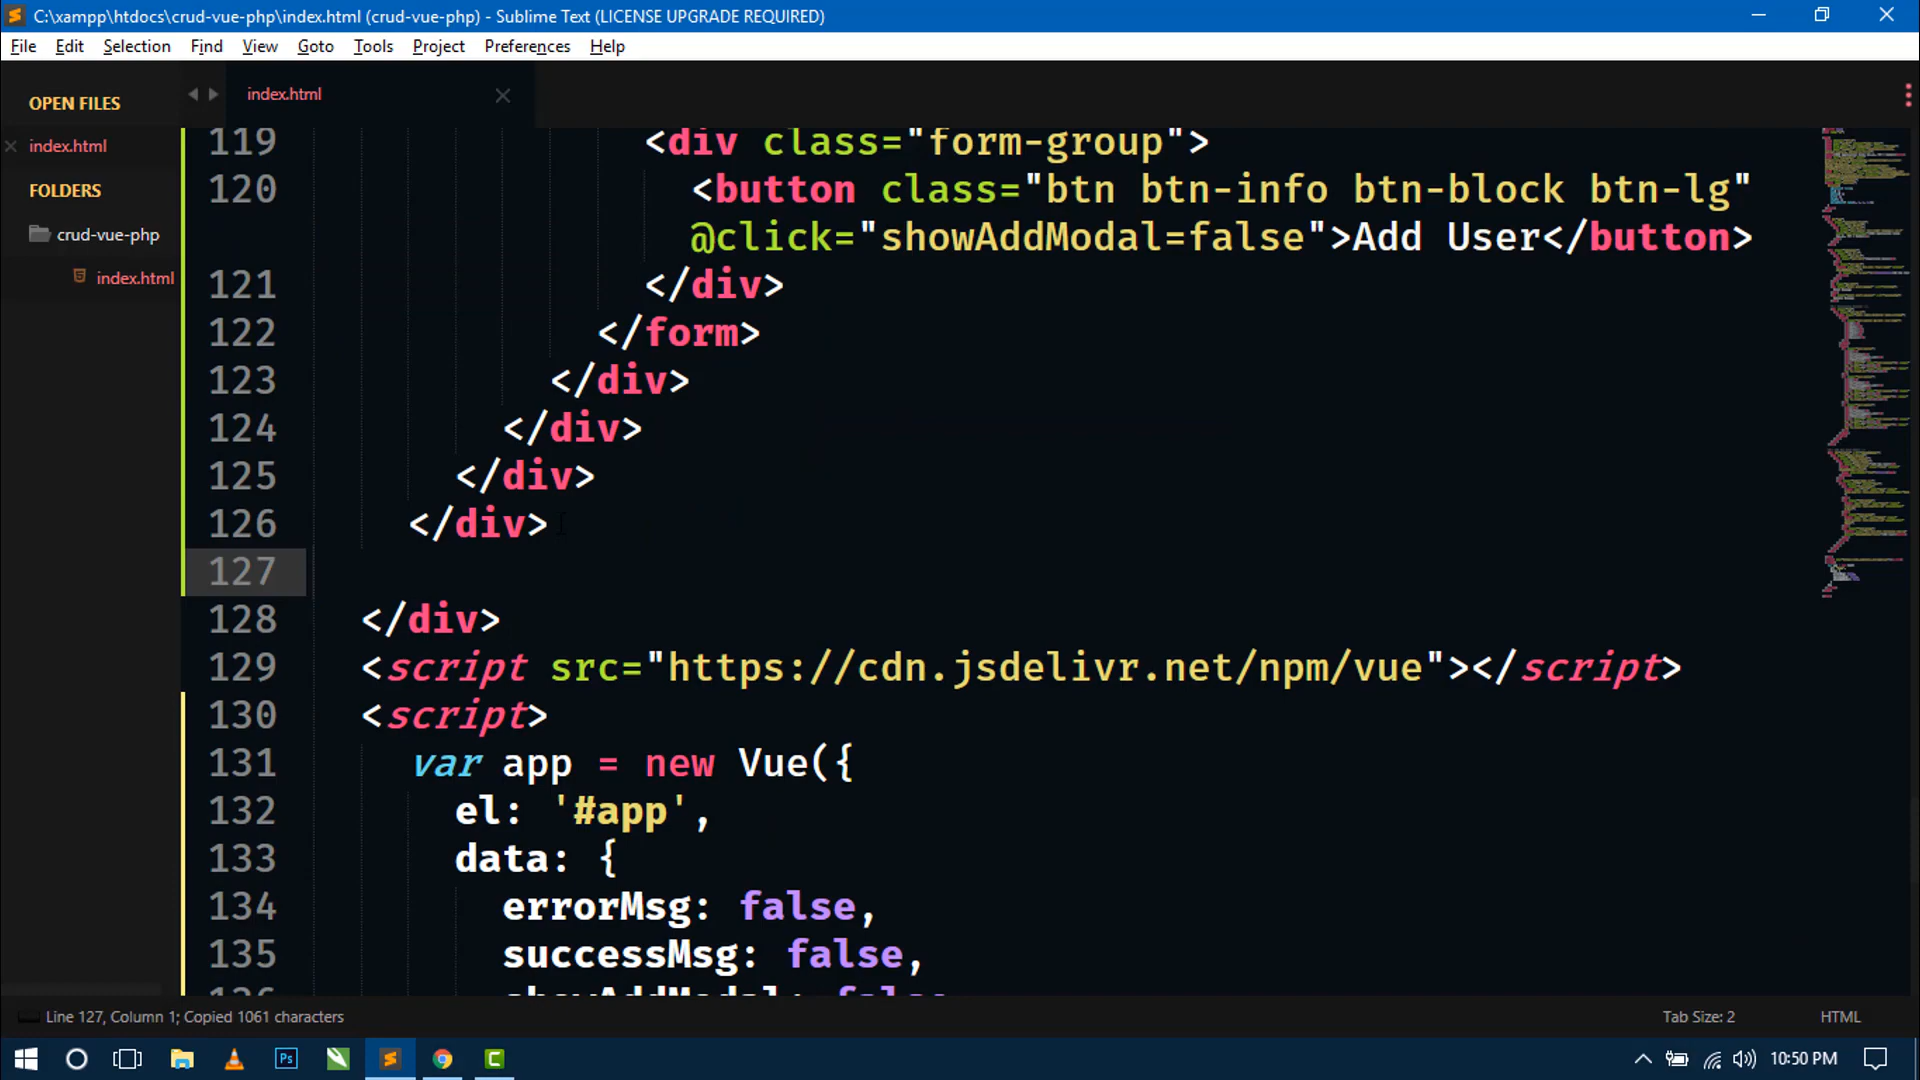 C:\xampp\htdocs\crud-vue-php\index.html (crud-vue-php) - Sublime Text (LICENSE UPGRADE REQUIRED)
File Edit Selection Find View Goto Tools Project Preferences Help
OPEN FILES
index.html
FOLDERS
crud-vue-php
index.html
index.html
119 <div class="form-group">
120 <button class="btn btn-info btn-block btn-lg"
@click="showAddModal=false">Add User</button>
121 </div>
122 </form>
123 </div>
124 </div>
125 </div>
126 </div>
127
128 </div>
129 <script src="https://cdn.jsdelivr.net/npm/vue"></script>
130 <script>
131 var app = new Vue({
132 el: '#app',
133 data: {
134 errorMsg: false,
135 successMsg: false,
136 showAddModal: false
Line 127, Column 1; Copied 1061 characters
Tab Size: 2
HTML
Ps
10:50 PM